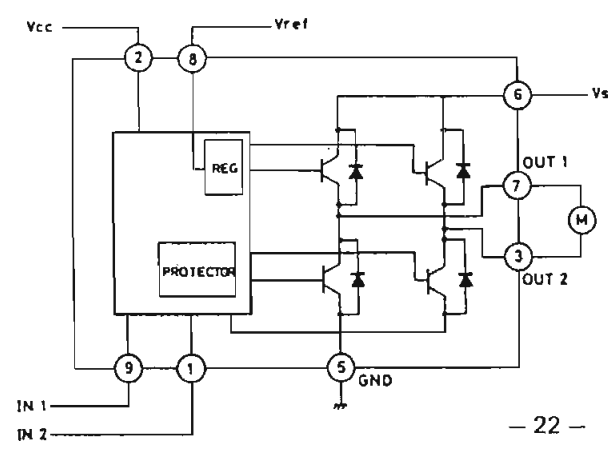 Vcc
Vref
2
8
6
Vs
REG
OUT 1
7
M
3
OUT 2
PROTECTOR
9
1
5
GND
IN 1
IN 2
– 22 –